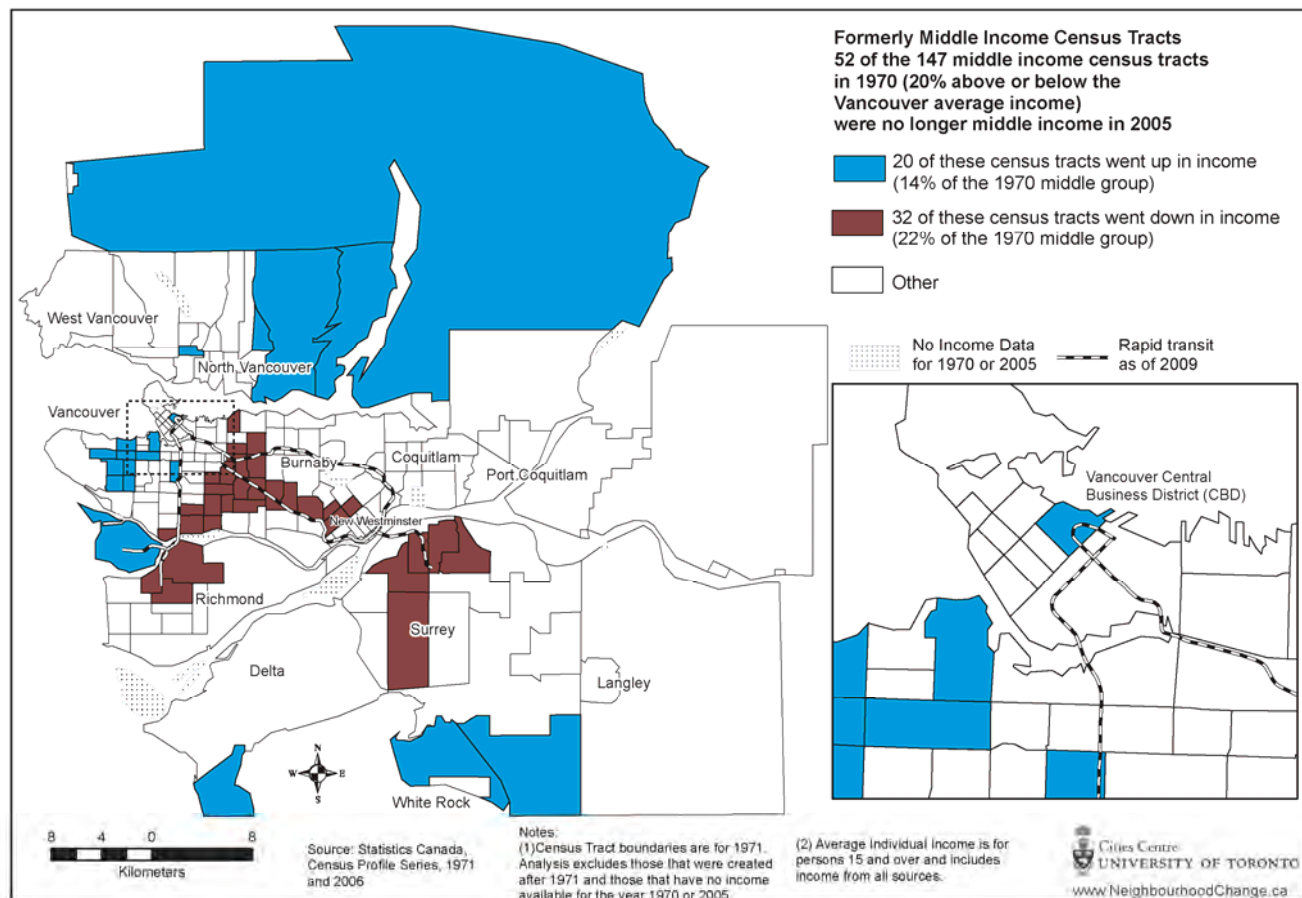 Formerly Middle Income Census Tracts
52 of the 147 middle income census tracts
in 1970 (20% above or below the
Vancouver average income)
were no longer middle income in 2005
20 of these census tracts went up in income
(14% of the 1970 middle group)
32 of these census tracts went down in income
(22% of the 1970 middle group)
Other
No Income Data
for 1970 or 2005
Rapid transit
as of 2009
West Vancouver
North Vancouver
Vancouver
Burnaby
Coquitlam
Port Coquitlam
New Westminster
Richmond
Surrey
Delta
Langley
White Rock
Vancouver Central
Business District (CBD)
N
W E
S
8 4 0 8
Kilometers
Source: Statistics Canada,
Census Profile Series, 1971
and 2006
Notes:
(1)Census Tract boundaries are for 1971.
Analysis excludes those that were created
after 1971 and those that have no income
available for the year 1970 or 2005.
(2) Average Individual Income is for
persons 15 and over and includes
income from all sources.
Cities Centre
UNIVERSITY OF TORONTO
www.NeighbourhoodChange.ca